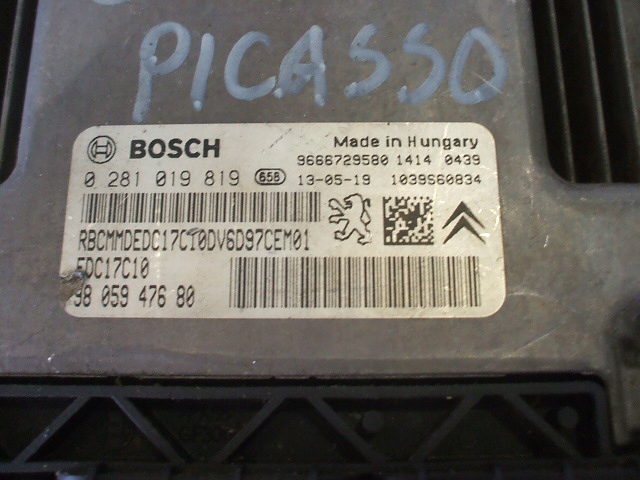 PICASSO
BOSCH Made in Hungary
9666729580 1414 0439
0 281 019 819 658 13-05-19 1039S60834
RBCMMDEDC17C10DV6D97CEM01
EDC17C10
98 059 476 80